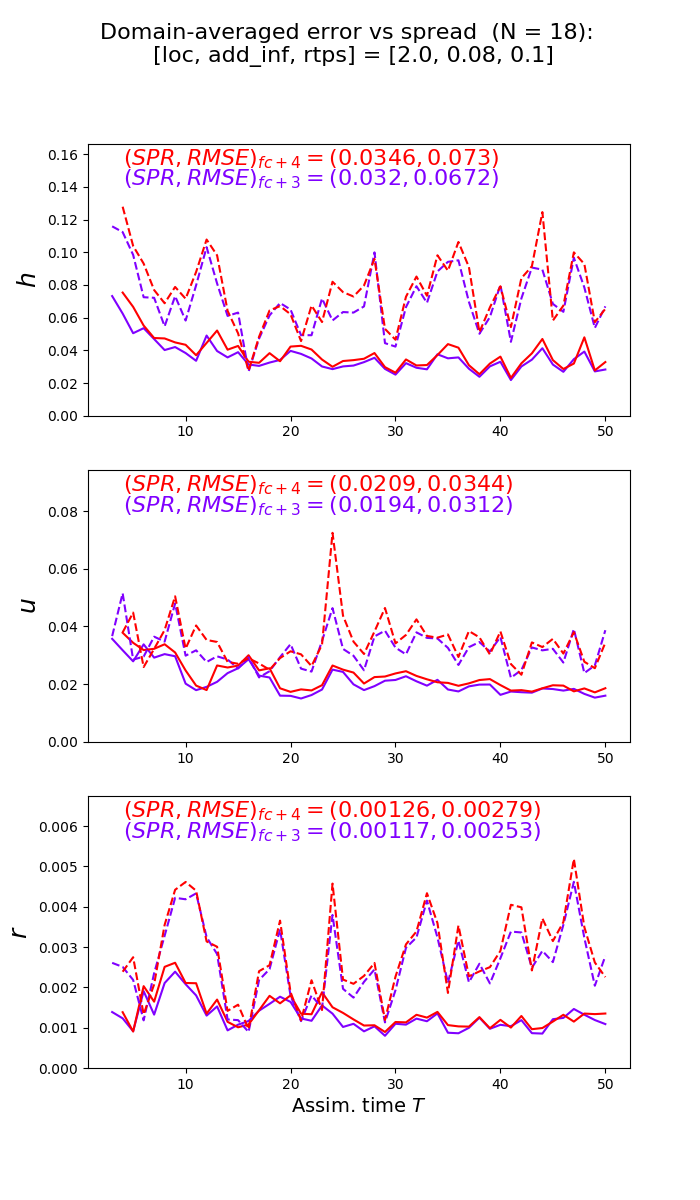 Domain-averaged error vs spread (N = 18):
[loc, add_inf, rtps] = [2.0, 0.08, 0.1]
(SPR, RMSE)fc+4 = (0.0346, 0.073)
(SPR, RMSE)fc+3 = (0.032, 0.0672)
0.16
0.14
0.12
0.10
0.08
0.06
0.04
0.02
0.00
h
10 20 30 40 50
(SPR, RMSE)fc+4 = (0.0209, 0.0344)
(SPR, RMSE)fc+3 = (0.0194, 0.0312)
0.08
0.06
0.04
0.02
0.00
u
10 20 30 40 50
(SPR, RMSE)fc+4 = (0.00126, 0.00279)
(SPR, RMSE)fc+3 = (0.00117, 0.00253)
0.006
0.005
0.004
0.003
0.002
0.001
0.000
r
10 20 30 40 50
Assim. time T